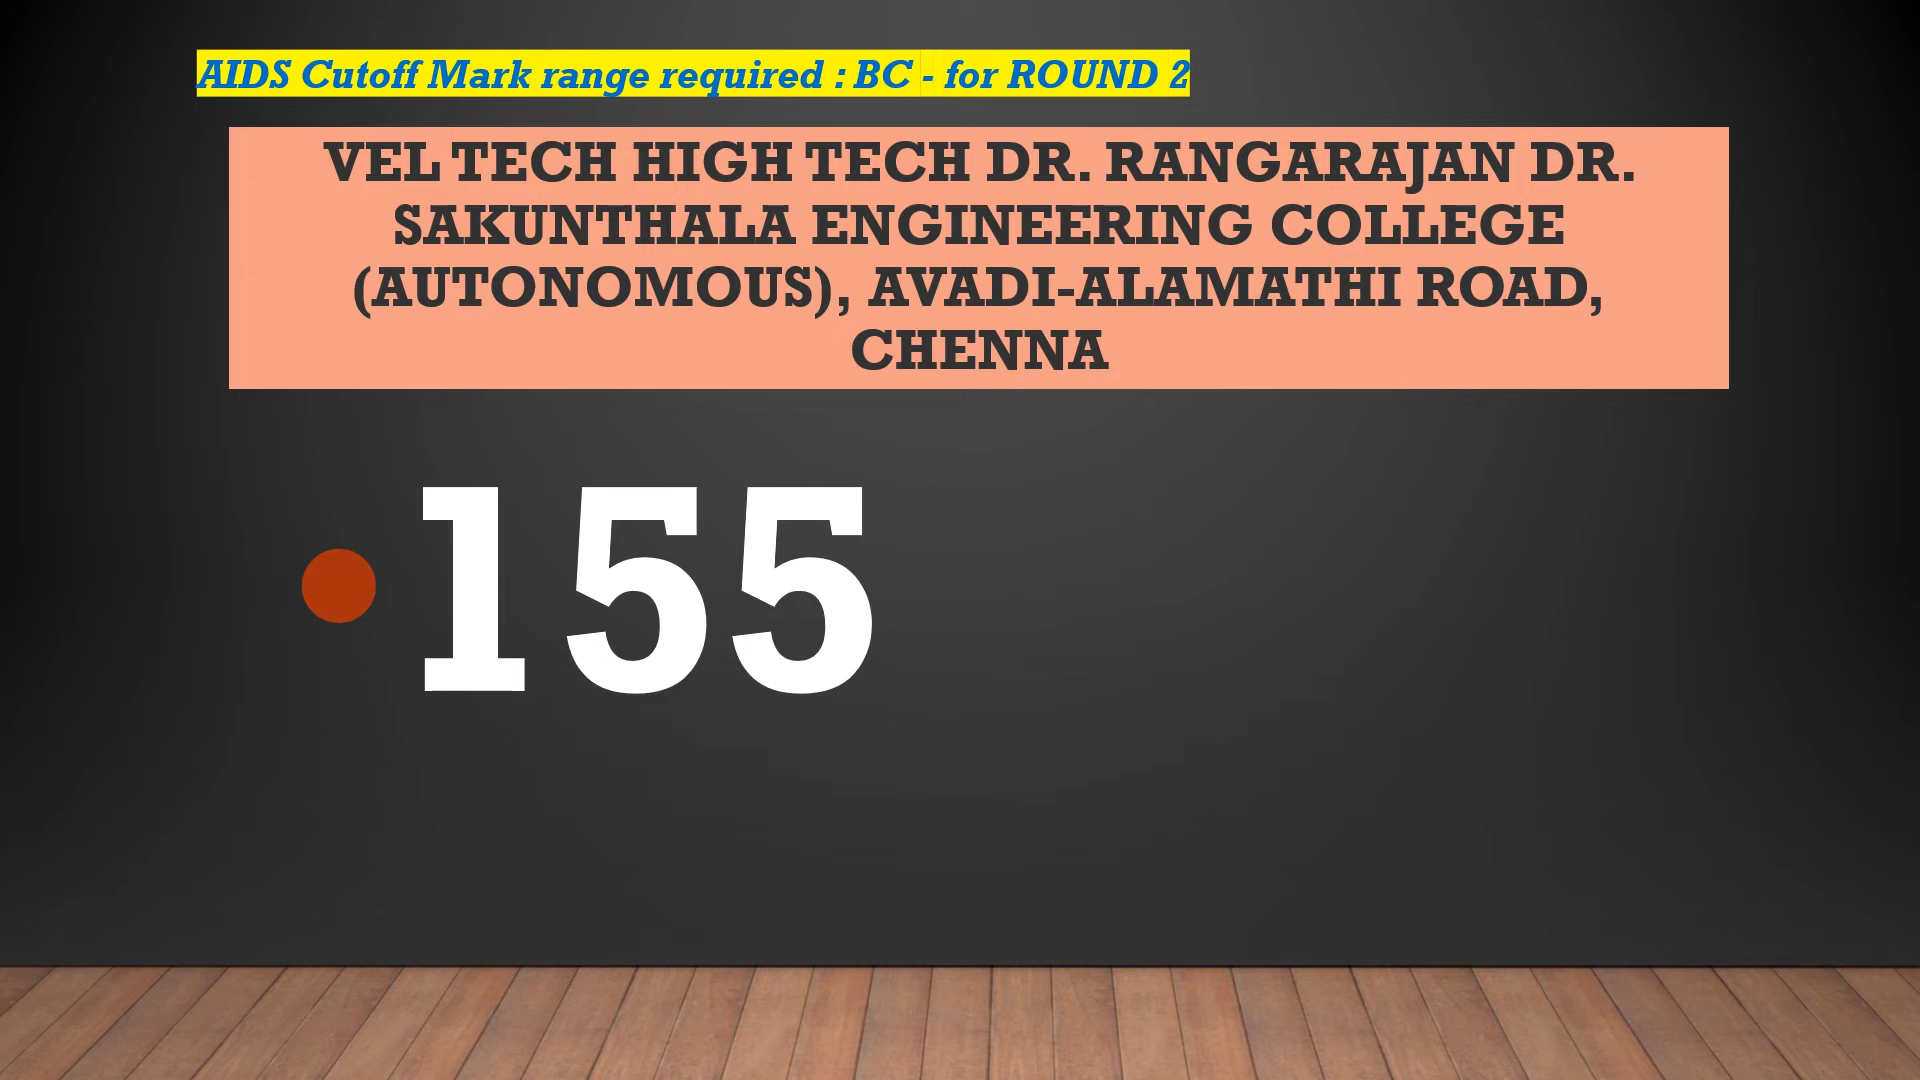 AIDS Cutoff Mark range required : BC - for ROUND 2
VEL TECH HIGH TECH DR. RANGARAJAN DR.
SAKUNTHALA ENGINEERING COLLEGE
(AUTONOMOUS), AVADI-ALAMATHI ROAD,
CHENNA
155